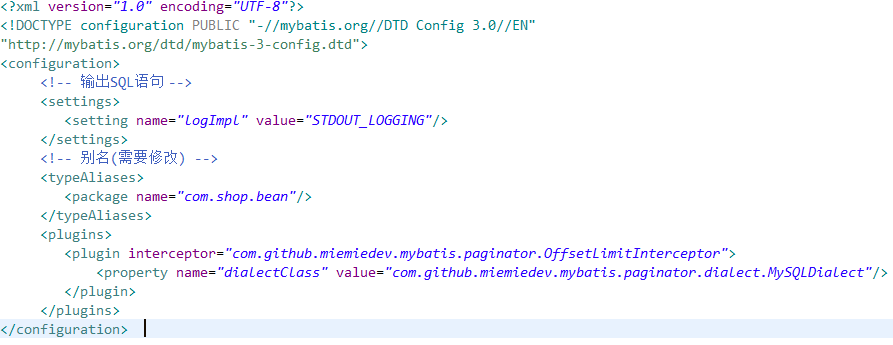 <?xml version="1.0" encoding="UTF-8"?>
<!DOCTYPE configuration PUBLIC "-//mybatis.org//DTD Config 3.0//EN"
"http://mybatis.org/dtd/mybatis-3-config.dtd">
<configuration>
    <!-- 输出SQL语句 -->
    <settings>
        <setting name="logImpl" value="STDOUT_LOGGING"/>
    </settings>
    <!-- 别名(需要修改) -->
    <typeAliases>
        <package name="com.shop.bean"/>
    </typeAliases>
    <plugins>
        <plugin interceptor="com.github.miemiedev.mybatis.paginator.OffsetLimitInterceptor">
            <property name="dialectClass" value="com.github.miemiedev.mybatis.paginator.dialect.MySQLDialect"/>
        </plugin>
    </plugins>
</configuration>